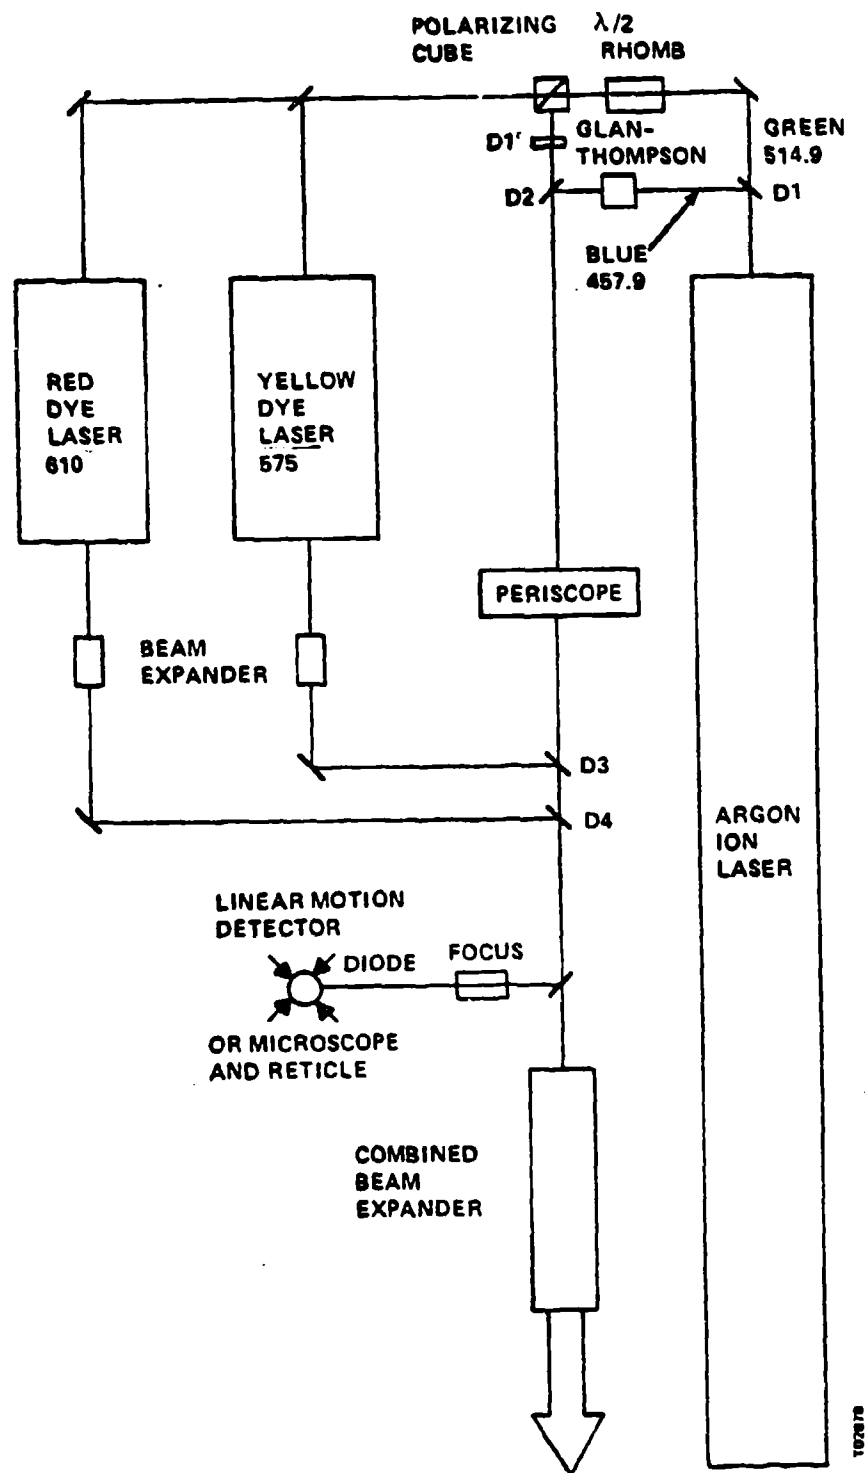 POLARIZING
CUBE
λ/2
RHOMB
GREEN
514.9
D1'
GLAN-
THOMPSON
D2
D1
BLUE
457.9
RED
DYE
LASER
610
YELLOW
DYE
LASER
575
PERISCOPE
BEAM
EXPANDER
D3
D4
ARGON
ION
LASER
LINEAR MOTION
DETECTOR
DIODE
FOCUS
OR MICROSCOPE
AND RETICLE
COMBINED
BEAM
EXPANDER